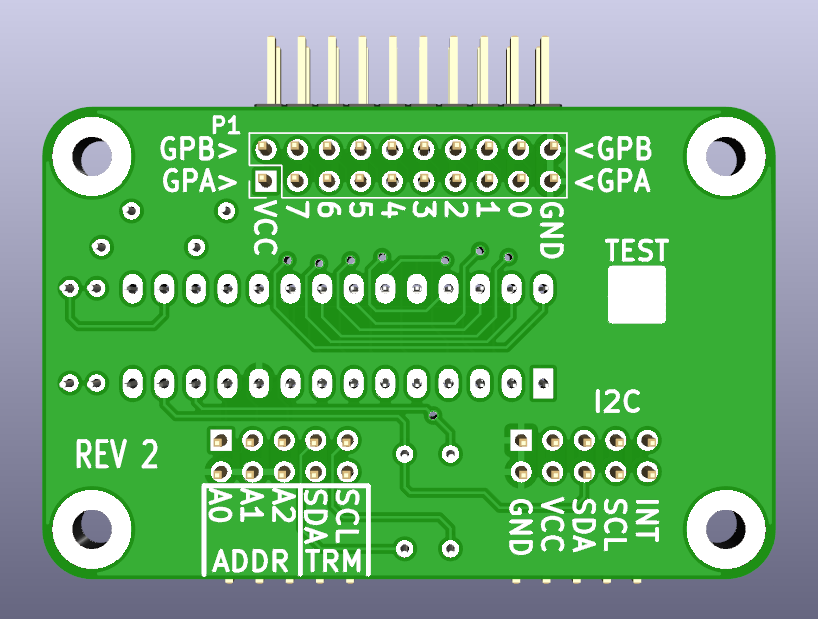 P1
GPB> <GPB
GPA> <GPA
VCC 7 6 5 4 3 2 1 0 GND
TEST
I2C
REV 2
A0 A1 A2 SDA SCL
GND VCC SDA SCL INT
ADDR TRM